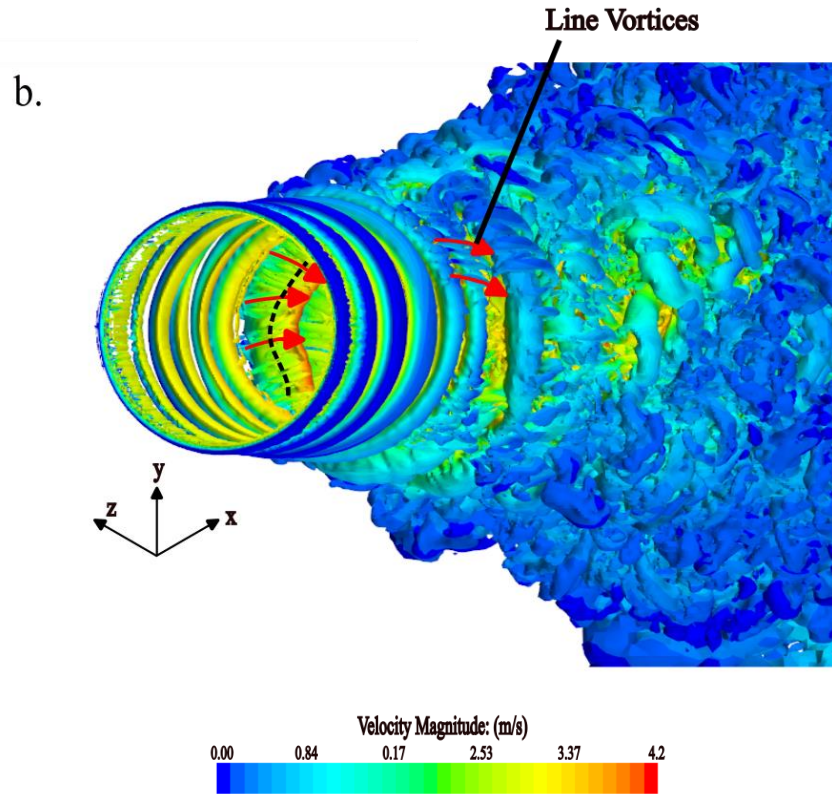 Line Vortices
b.
y
z
x
Velocity Magnitude: (m/s)
0.00 0.84 0.17 2.53 3.37 4.2